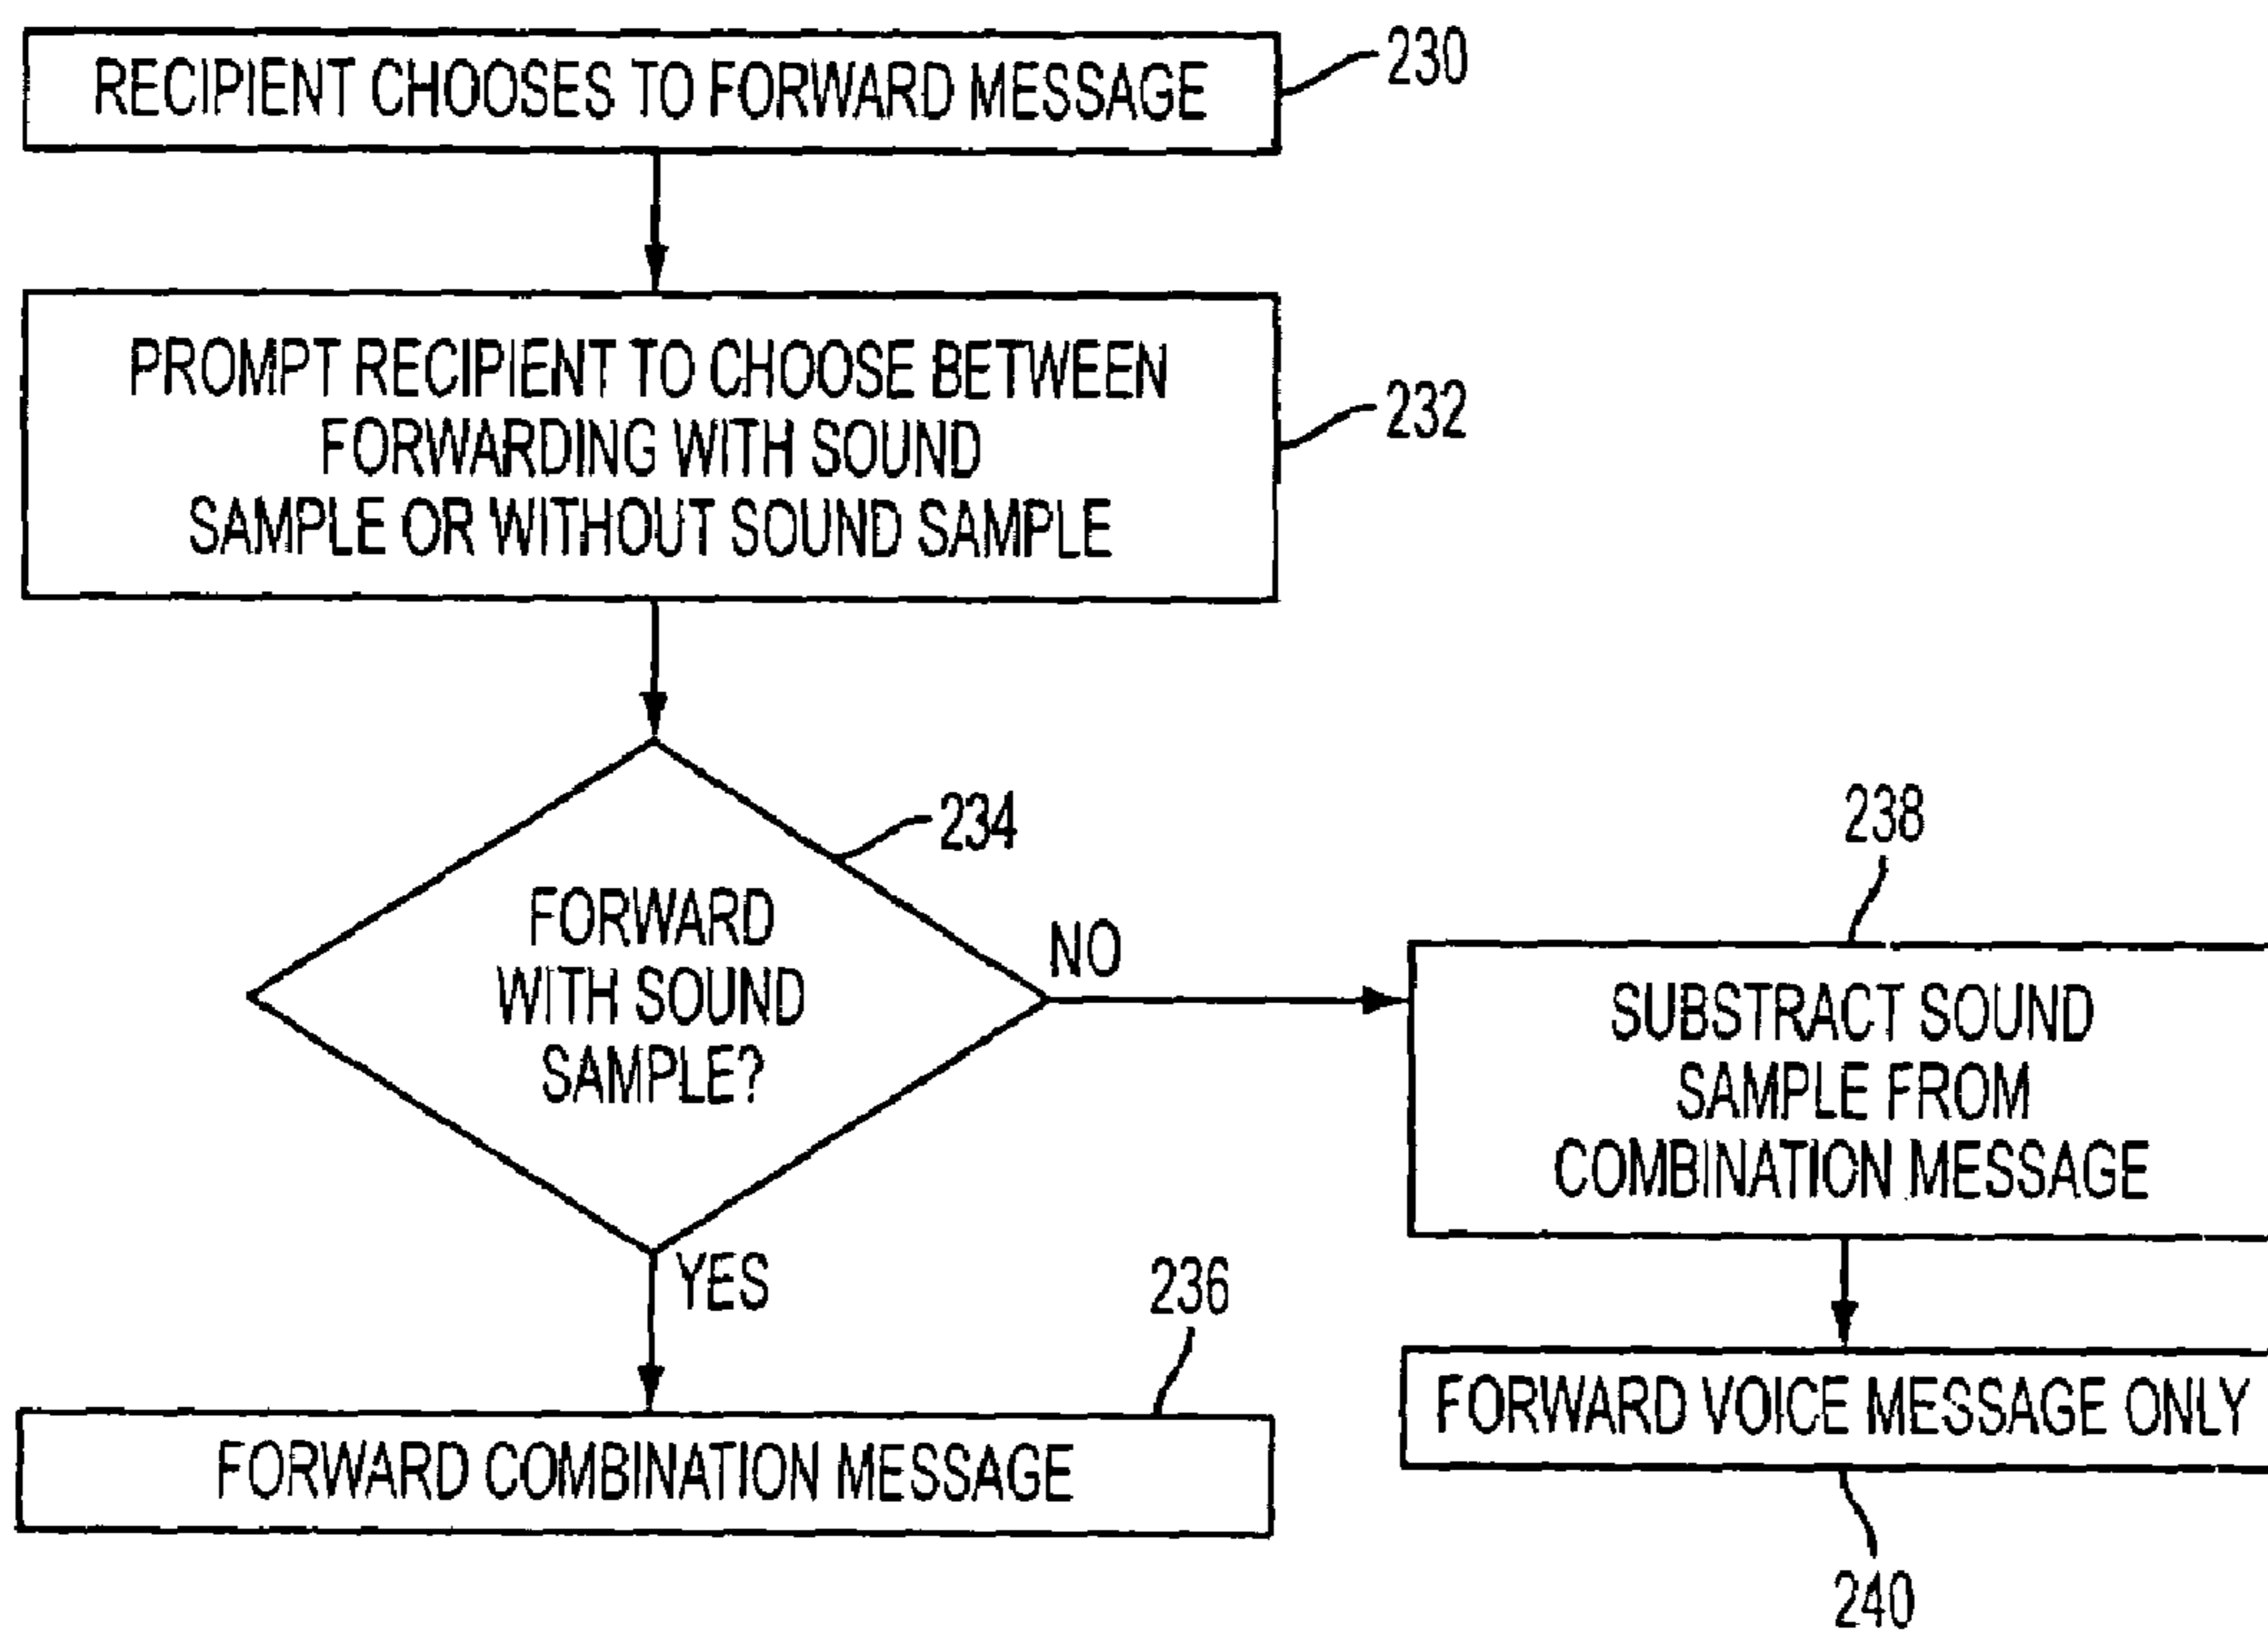 RECIPIENT CHOOSES TO FORWARD MESSAGE
230
PROMPT RECIPIENT TO CHOOSE BETWEEN
FORWARDING WITH SOUND
SAMPLE OR WITHOUT SOUND SAMPLE
232
234
FORWARD
WITH SOUND
SAMPLE?
NO
YES
238
SUBSTRACT SOUND
SAMPLE FROM
COMBINATION MESSAGE
236
FORWARD COMBINATION MESSAGE
FORWARD VOICE MESSAGE ONLY
240